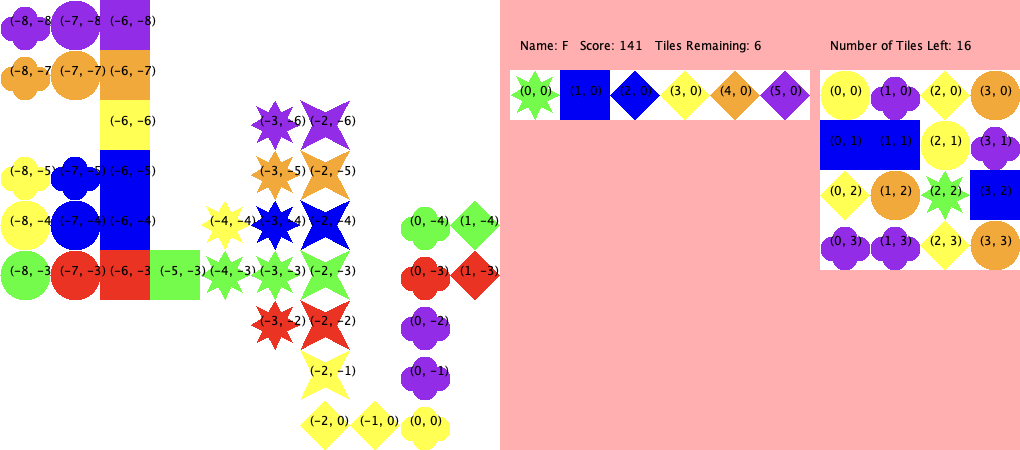 (-8, -8 (-7, -8 (-6, -8)
(-8, -7 (-7, -7) (-6, -7)
(-6, -6) (-3, -6) (-2, -6)
(-8, -5) (-7, -5) (-6, -5) (-3, -5) (-2, -5)
(-8, -4 (-7, -4) (-6, -4) (-4, -4) (-3, -4) (-2, -4) (0, -4) (1, -4)
(-8, -3 (-7, -3) (-6, -3 (-5, -3) (-4, -3) (-3, -3) (-2, -3) (0, -3) (1, -3)
(-3, -2) (-2, -2) (0, -2)
(-2, -1) (0, -1)
(-2, 0) (-1, 0) (0, 0)
Name: F Score: 141 Tiles Remaining: 6
(0, 0) (1, 0) (2, 0) (3, 0) (4, 0) (5, 0)
Number of Tiles Left: 16
(0, 0) (1, 0) (2, 0) (3, 0)
(0, 1) (1, 1) (2, 1) (3, 1)
(0, 2) (1, 2) (2, 2) (3, 2)
(0, 3) (1, 3) (2, 3) (3, 3)